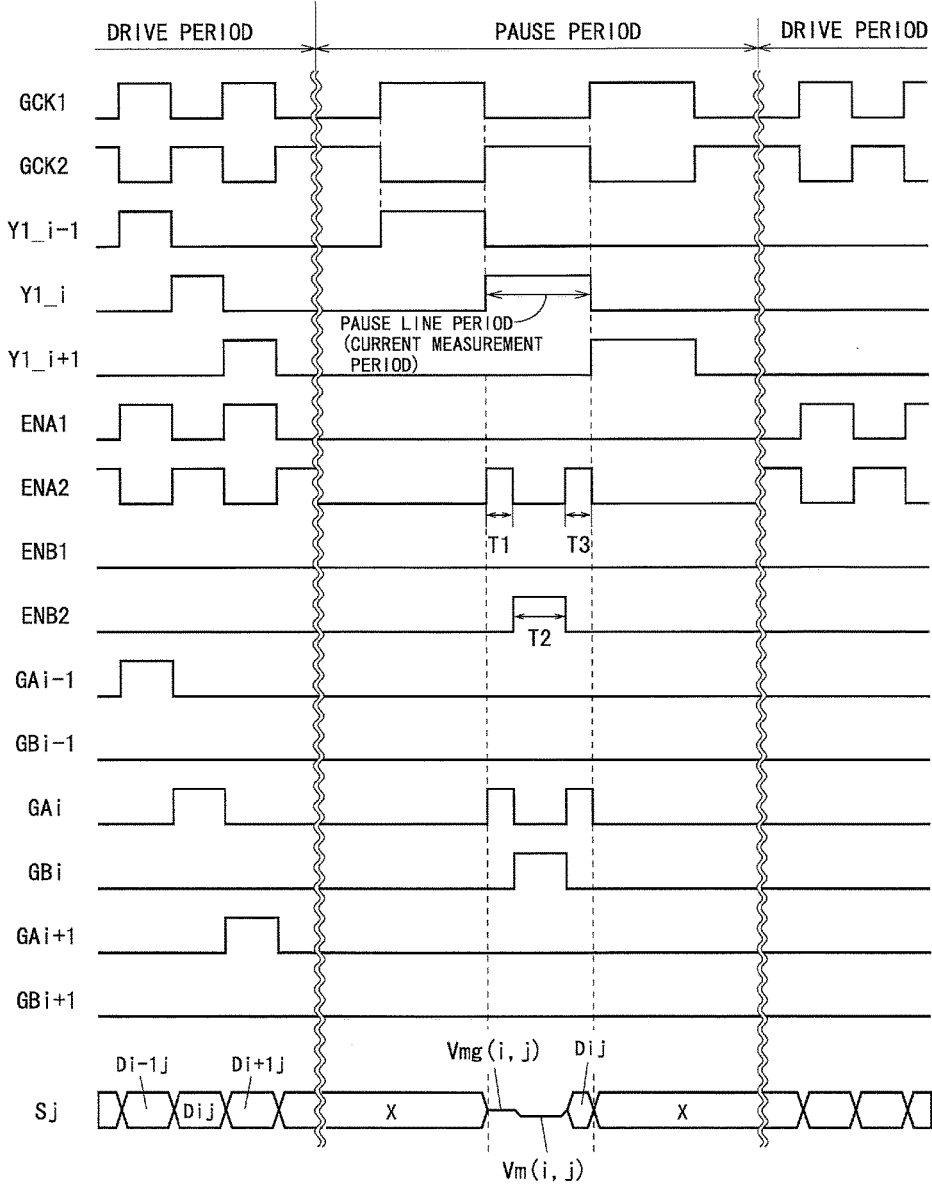 DRIVE PERIOD
PAUSE PERIOD
DRIVE PERIOD
GCK1
GCK2
Y1_i-1
Y1_i
PAUSE LINE PERIOD
(CURRENT MEASUREMENT
PERIOD)
Y1_i+1
ENA1
ENA2
T1
T3
ENB1
ENB2
T2
GAi-1
GBi-1
GAi
GBi
GAi+1
GBi+1
Di-1j
Di+1j
Vmg(i,j)
Dij
Sj
Dij
X
X
Vm(i,j)